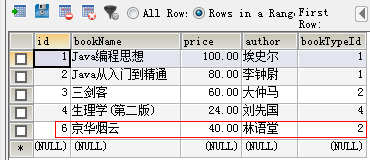 All Row: Rows in a Rang First Row:
id bookName price author bookTypeId
1 Java编程思想 100.00 埃史尔 1
2 Java从入门到精通 80.00 李钟尉 1
3 三剑客 60.00 大仲马 2
4 生理学(第二版) 24.00 刘先国 4
6 京华烟云 40.00 林语堂 2
* (NULL) (NULL) (NULL) (NULL) (NULL)